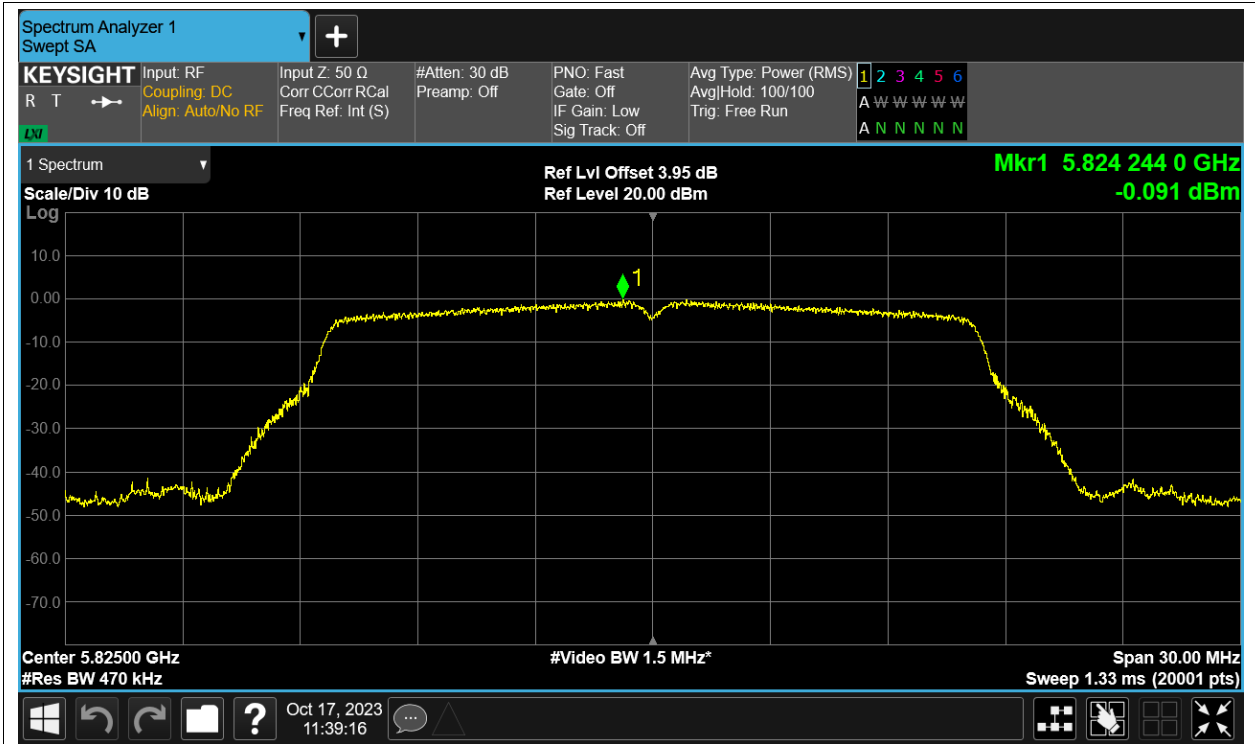 Spectrum Analyzer 1
Swept SA
KEYSIGHT
R T
LXI
Input: RF
Coupling: DC
Align: Auto/No RF
Input Z: 50 Ω
Corr CCorr RCal
Freq Ref: Int (S)
#Atten: 30 dB
Preamp: Off
PNO: Fast
Gate: Off
IF Gain: Low
Sig Track: Off
Avg Type: Power (RMS)
Avg|Hold: 100/100
Trig: Free Run
1 2 3 4 5 6
A W W W W W
A N N N N N
1 Spectrum
Scale/Div 10 dB
Log
Ref Lvl Offset 3.95 dB
Ref Level 20.00 dBm
Mkr1 5.824 244 0 GHz
-0.091 dBm
10.0
0.00
-10.0
-20.0
-30.0
-40.0
-50.0
-60.0
-70.0
1
Center 5.82500 GHz
#Res BW 470 kHz
#Video BW 1.5 MHz*
Span 30.00 MHz
Sweep 1.33 ms (20001 pts)
?
Oct 17, 2023
11:39:16